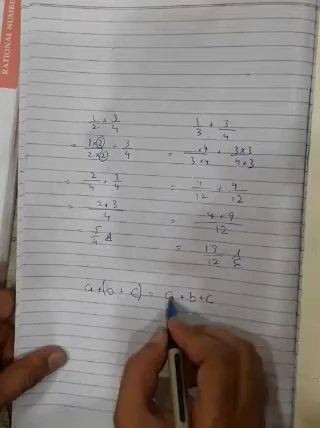 RATIONAL NUMBER
1/2 + 3/4
= 1×2/2×2 + 3/4
= 2/4 + 3/4
= 2+3/4
= 5/4
1/3 + 3/4
= ×4/3×4 + 3×3/4×3
= 4/12 + 9/12
= 4+9/12
= 13/12
a+(b+c) = a+b+c